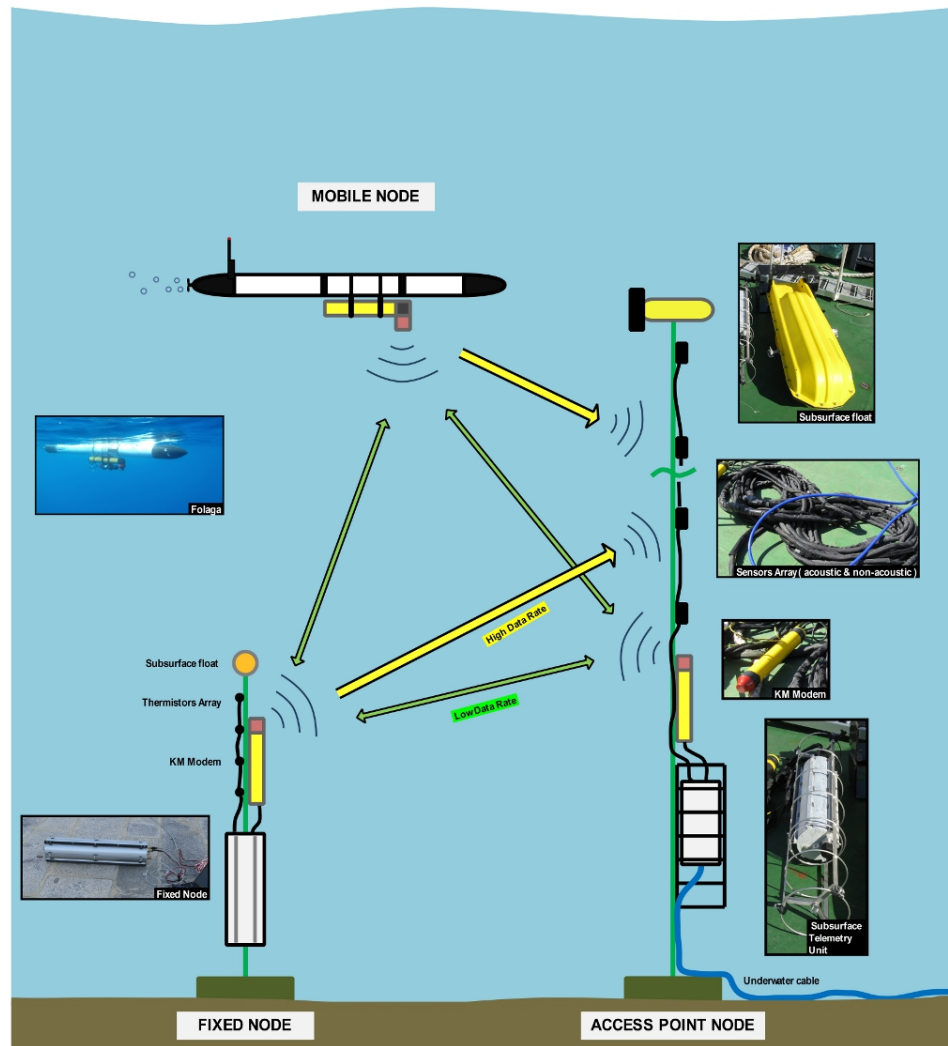 MOBILE NODE
Subsurface float
Folaga
Sensors Array ( acoustic & non-acoustic )
High Data Rate
Subsurface float
KM Modem
Thermistors Array
Low Data Rate
KM Modem
Fixed Node
Subsurface
Telemetry
Unit
Underwater cable
FIXED NODE
ACCESS POINT NODE